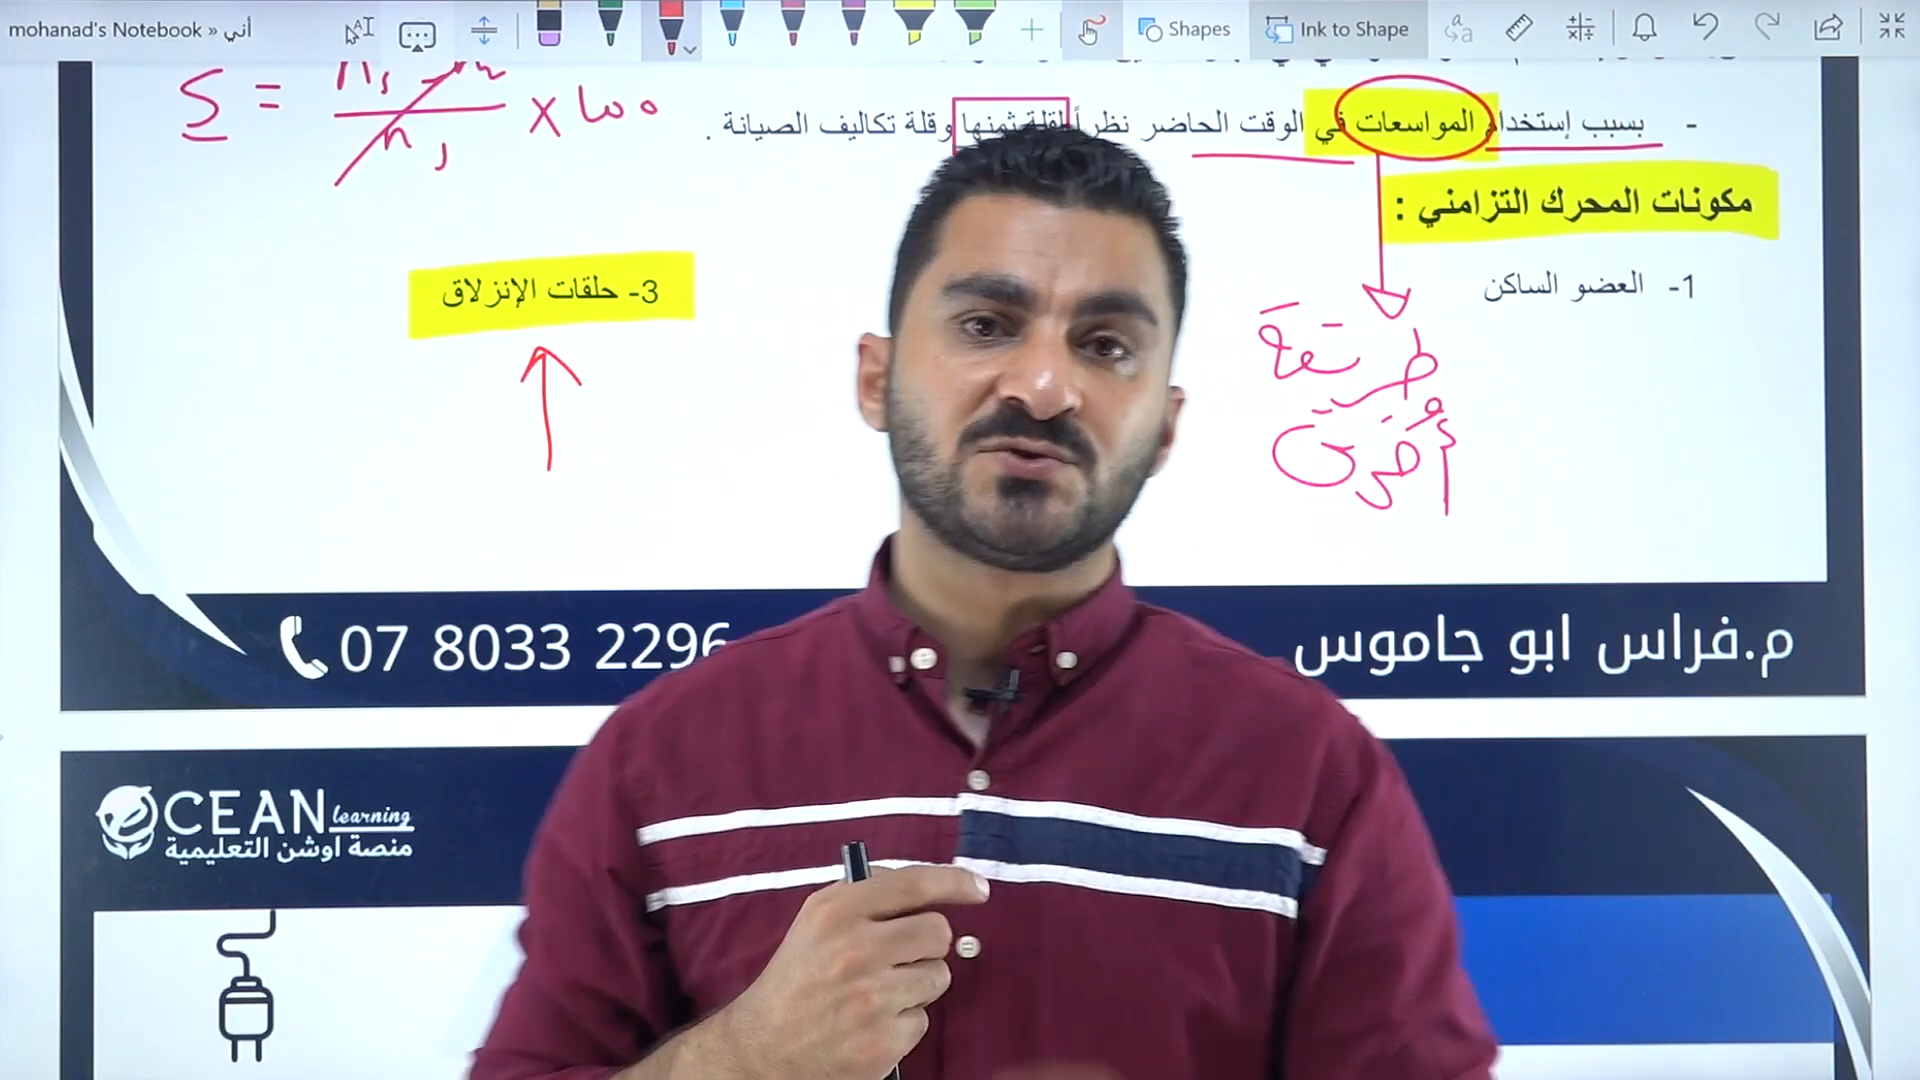 mohanad's Notebook » أني
Shapes
Ink to Shape
Σ = × 100
- بسبب إستخدام المواسعات في الوقت الحاضر نظراً لقلة ثمنها وقلة تكاليف الصيانة .
مكونات المحرك التزامني :
1- العضو الساكن
3- حلقات الإنزلاق
طريقة
أخرى
07 8033 2296
م.فراس ابو جاموس
OCEAN learning
منصة اوشن التعليمية